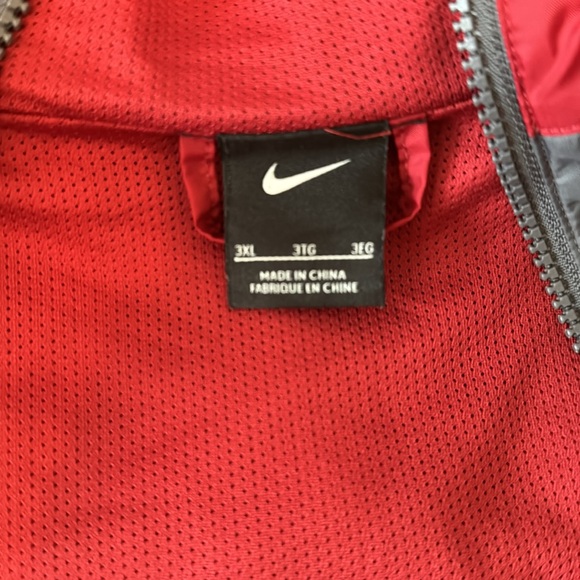 3XL 3TG 3EG
MADE IN CHINA
FABRIQUE EN CHINE